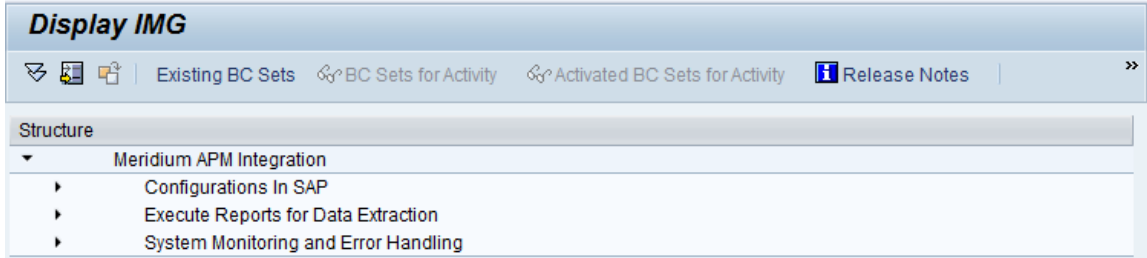 Display IMG
Existing BC Sets BC Sets for Activity Activated BC Sets for Activity Release Notes »
Structure
Meridium APM Integration
Configurations In SAP
Execute Reports for Data Extraction
System Monitoring and Error Handling